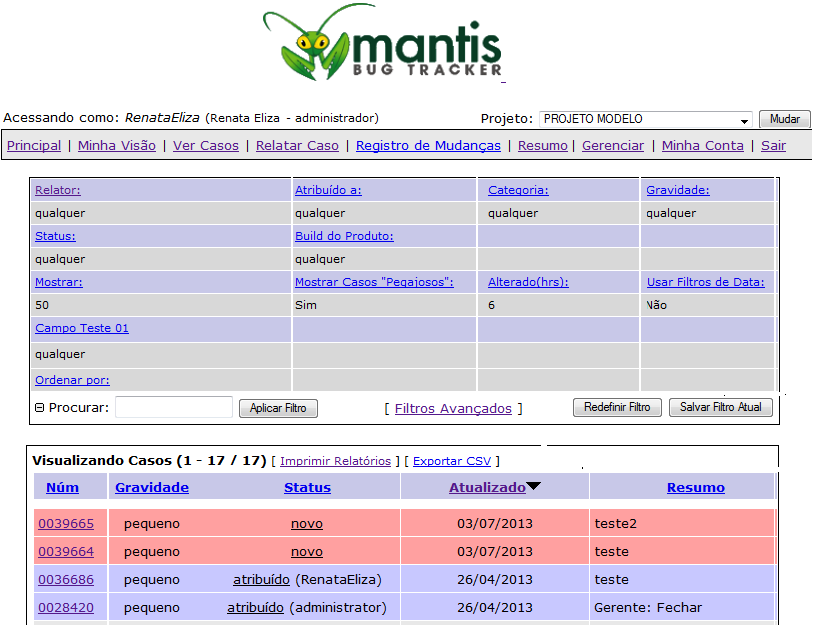 mantis
BUG TRACKER
Acessando como: RenataEliza (Renata Eliza - administrador) Projeto: PROJETO MODELO Mudar
Principal | Minha Visão | Ver Casos | Relatar Caso | Registro de Mudanças | Resumo | Gerenciar | Minha Conta | Sair
Relator: Atribuído a: Categoria: Gravidade:
qualquer qualquer qualquer qualquer
Status: Build do Produto:
qualquer qualquer
Mostrar: Mostrar Casos "Pegajosos": Alterado(hrs): Usar Filtros de Data:
50 Sim 6 Não
Campo Teste 01
qualquer
Ordenar por:
Procurar: Aplicar Filtro [ Filtros Avançados ] Redefinir Filtro Salvar Filtro Atual
Visualizando Casos (1 - 17 / 17) [ Imprimir Relatórios ] [ Exportar CSV ]
Núm Gravidade Status Atualizado Resumo
0039665 pequeno novo 03/07/2013 teste2
0039664 pequeno novo 03/07/2013 teste
0036686 pequeno atribuído (RenataEliza) 26/04/2013 teste
0028420 pequeno atribuído (administrator) 26/04/2013 Gerente: Fechar